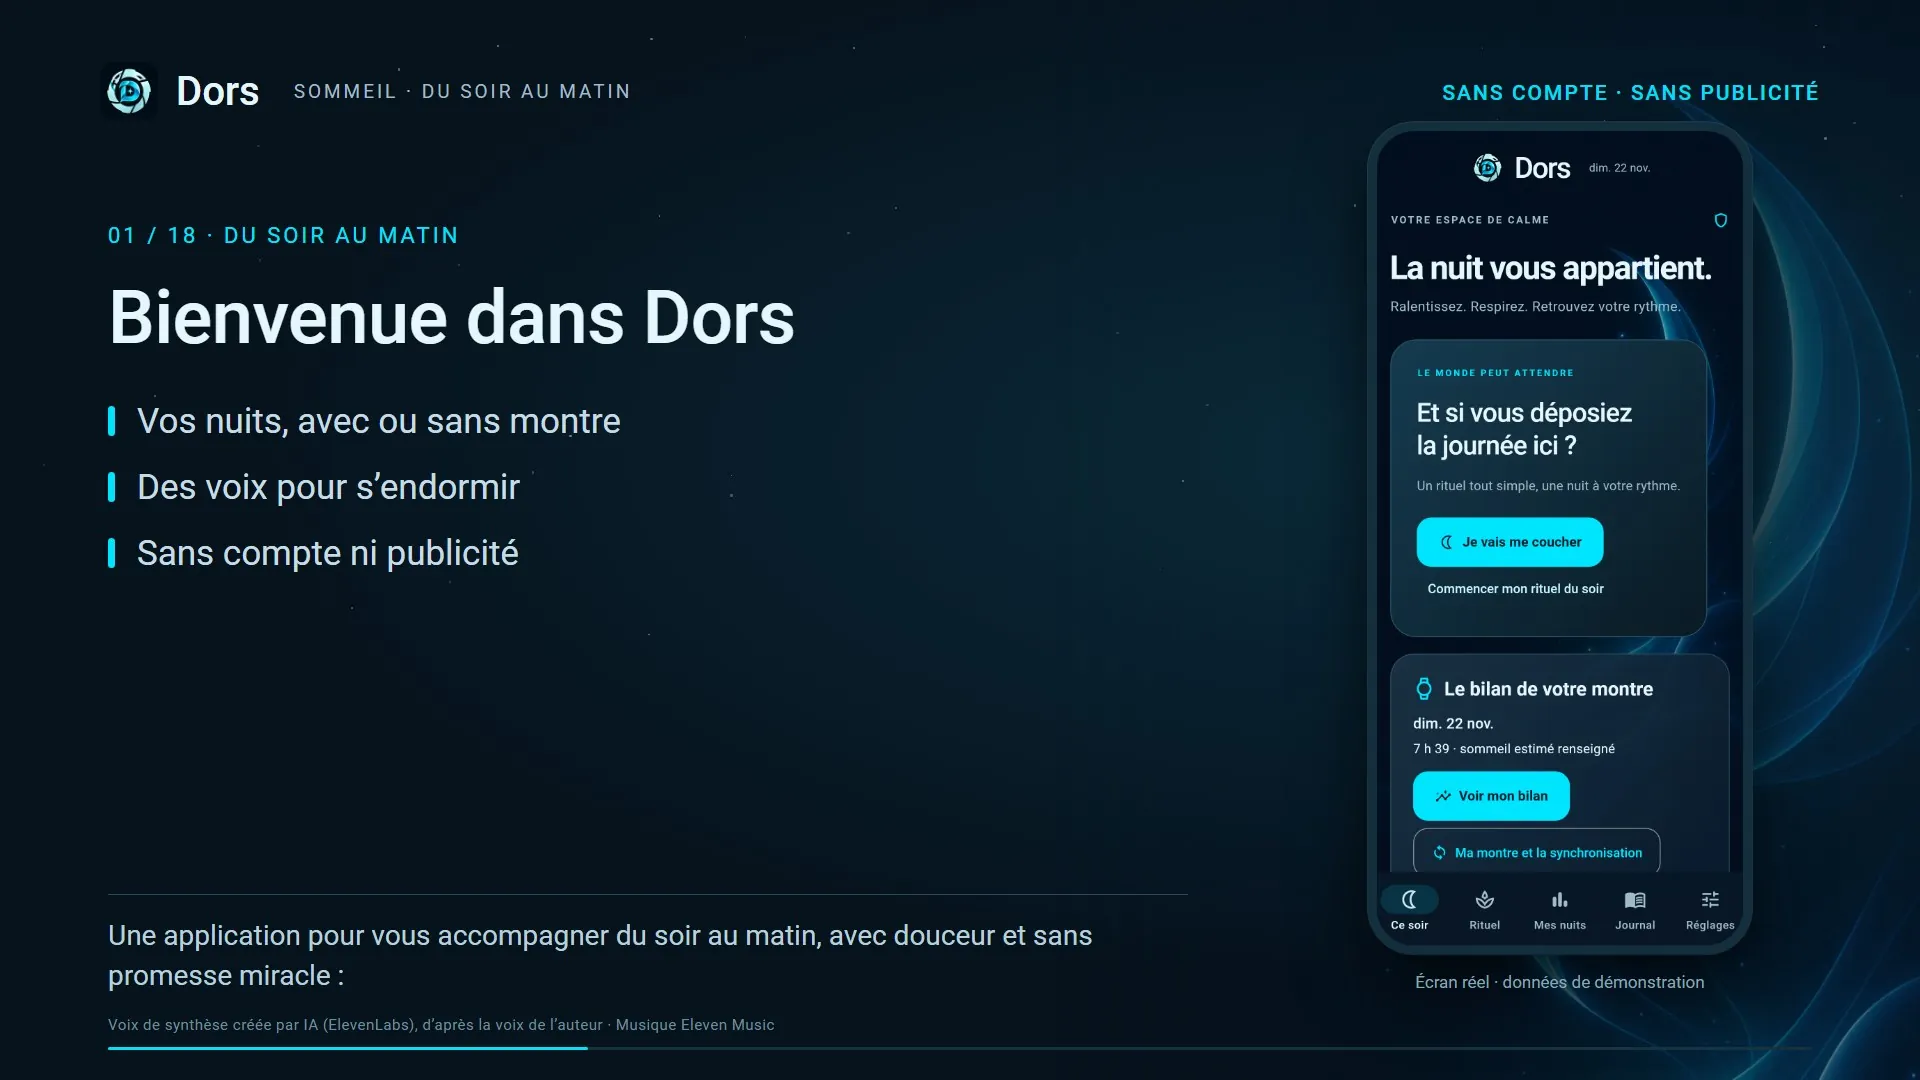 Dors
SOMMEIL · DU SOIR AU MATIN
SANS COMPTE · SANS PUBLICITÉ
01 / 18 · DU SOIR AU MATIN
Bienvenue dans Dors
Vos nuits, avec ou sans montre
Des voix pour s’endormir
Sans compte ni publicité
Une application pour vous accompagner du soir au matin, avec douceur et sans
promesse miracle :
Voix de synthèse créée par IA (ElevenLabs), d’après la voix de l’auteur · Musique Eleven Music
Dors dim. 22 nov.
VOTRE ESPACE DE CALME
La nuit vous appartient.
Ralentissez. Respirez. Retrouvez votre rythme.
LE MONDE PEUT ATTENDRE
Et si vous déposiez
la journée ici ?
Un rituel tout simple, une nuit à votre rythme.
Je vais me coucher
Commencer mon rituel du soir
Le bilan de votre montre
dim. 22 nov.
7 h 39 · sommeil estimé renseigné
Voir mon bilan
Ma montre et la synchronisation
Ce soir Rituel Mes nuits Journal Réglages
Écran réel · données de démonstration